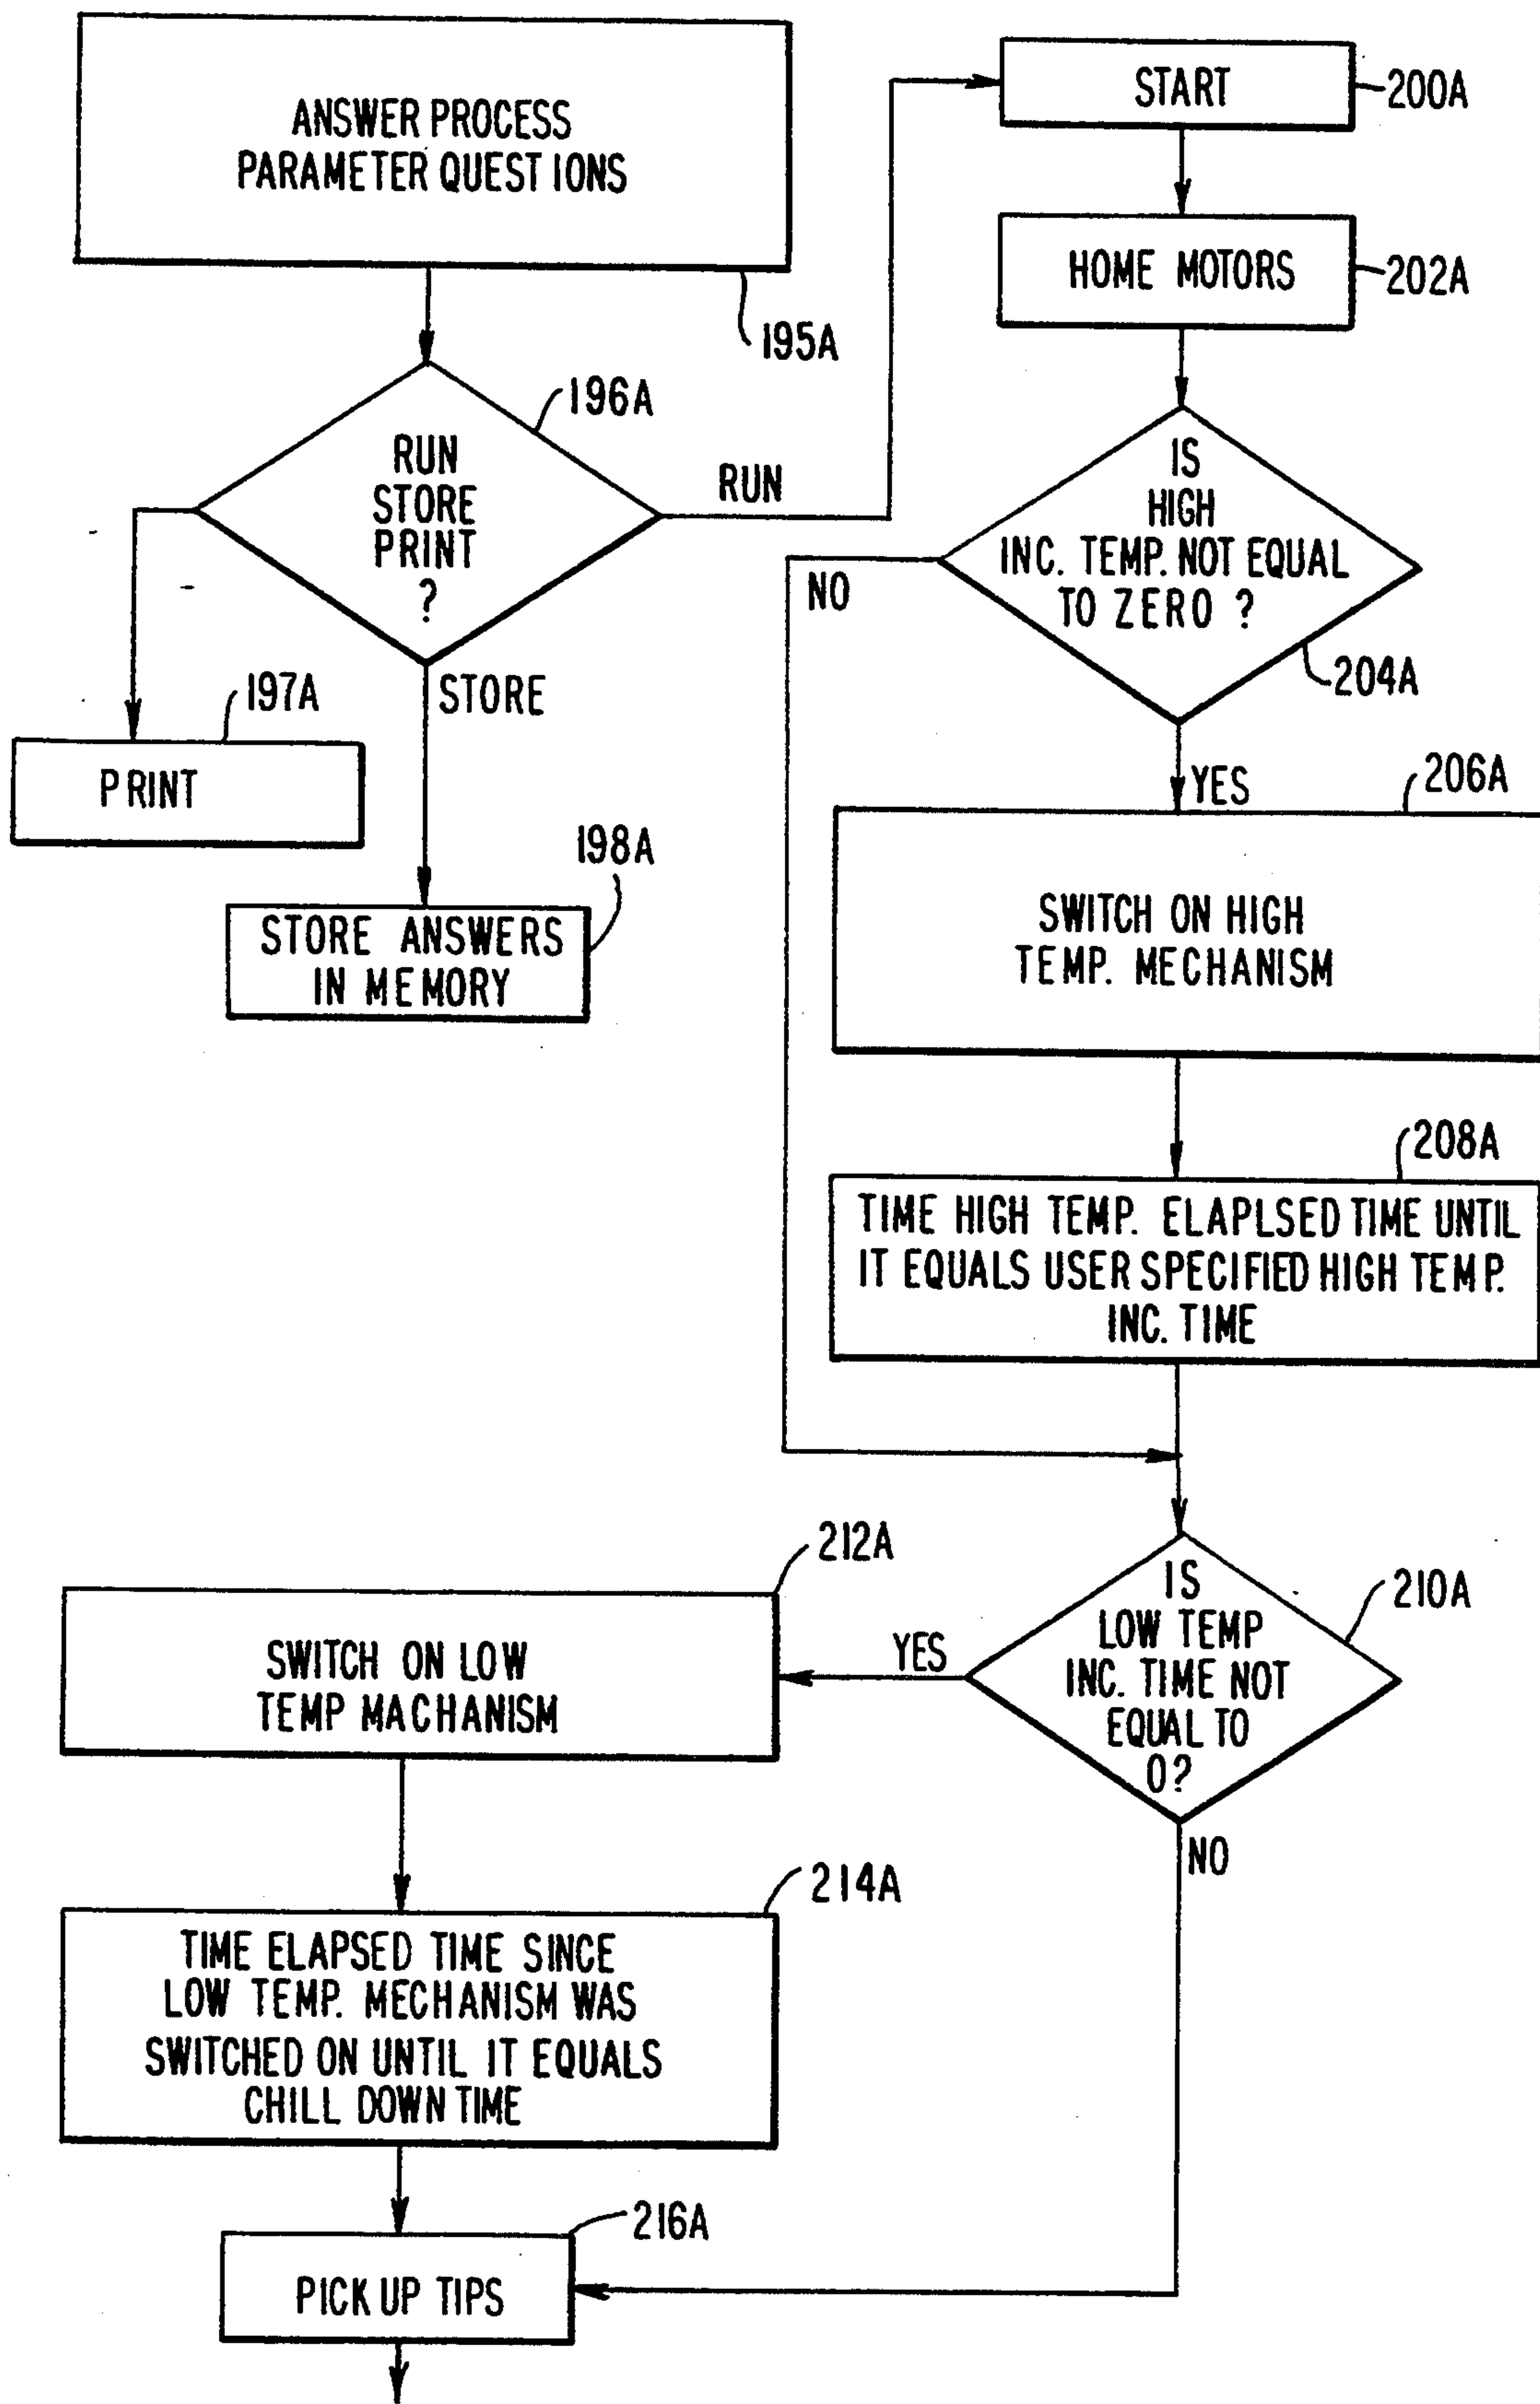 ANSWER PROCESS
PARAMETER QUESTIONS
195A
196A
RUN
STORE
PRINT
?
RUN
STORE
197A
PRINT
198A
STORE ANSWERS
IN MEMORY
START
200A
HOME MOTORS
202A
IS
HIGH
INC. TEMP. NOT EQUAL
TO ZERO ?
NO
204A
YES
206A
SWITCH ON HIGH
TEMP. MECHANISM
208A
TIME HIGH TEMP. ELAPLSED TIME UNTIL
IT EQUALS USER SPECIFIED HIGH TEMP.
INC. TIME
210A
IS
LOW TEMP
INC. TIME NOT
EQUAL TO
0?
YES
NO
212A
SWITCH ON LOW
TEMP MACHANISM
214A
TIME ELAPSED TIME SINCE
LOW TEMP. MECHANISM WAS
SWITCHED ON UNTIL IT EQUALS
CHILL DOWN TIME
216A
PICK UP TIPS